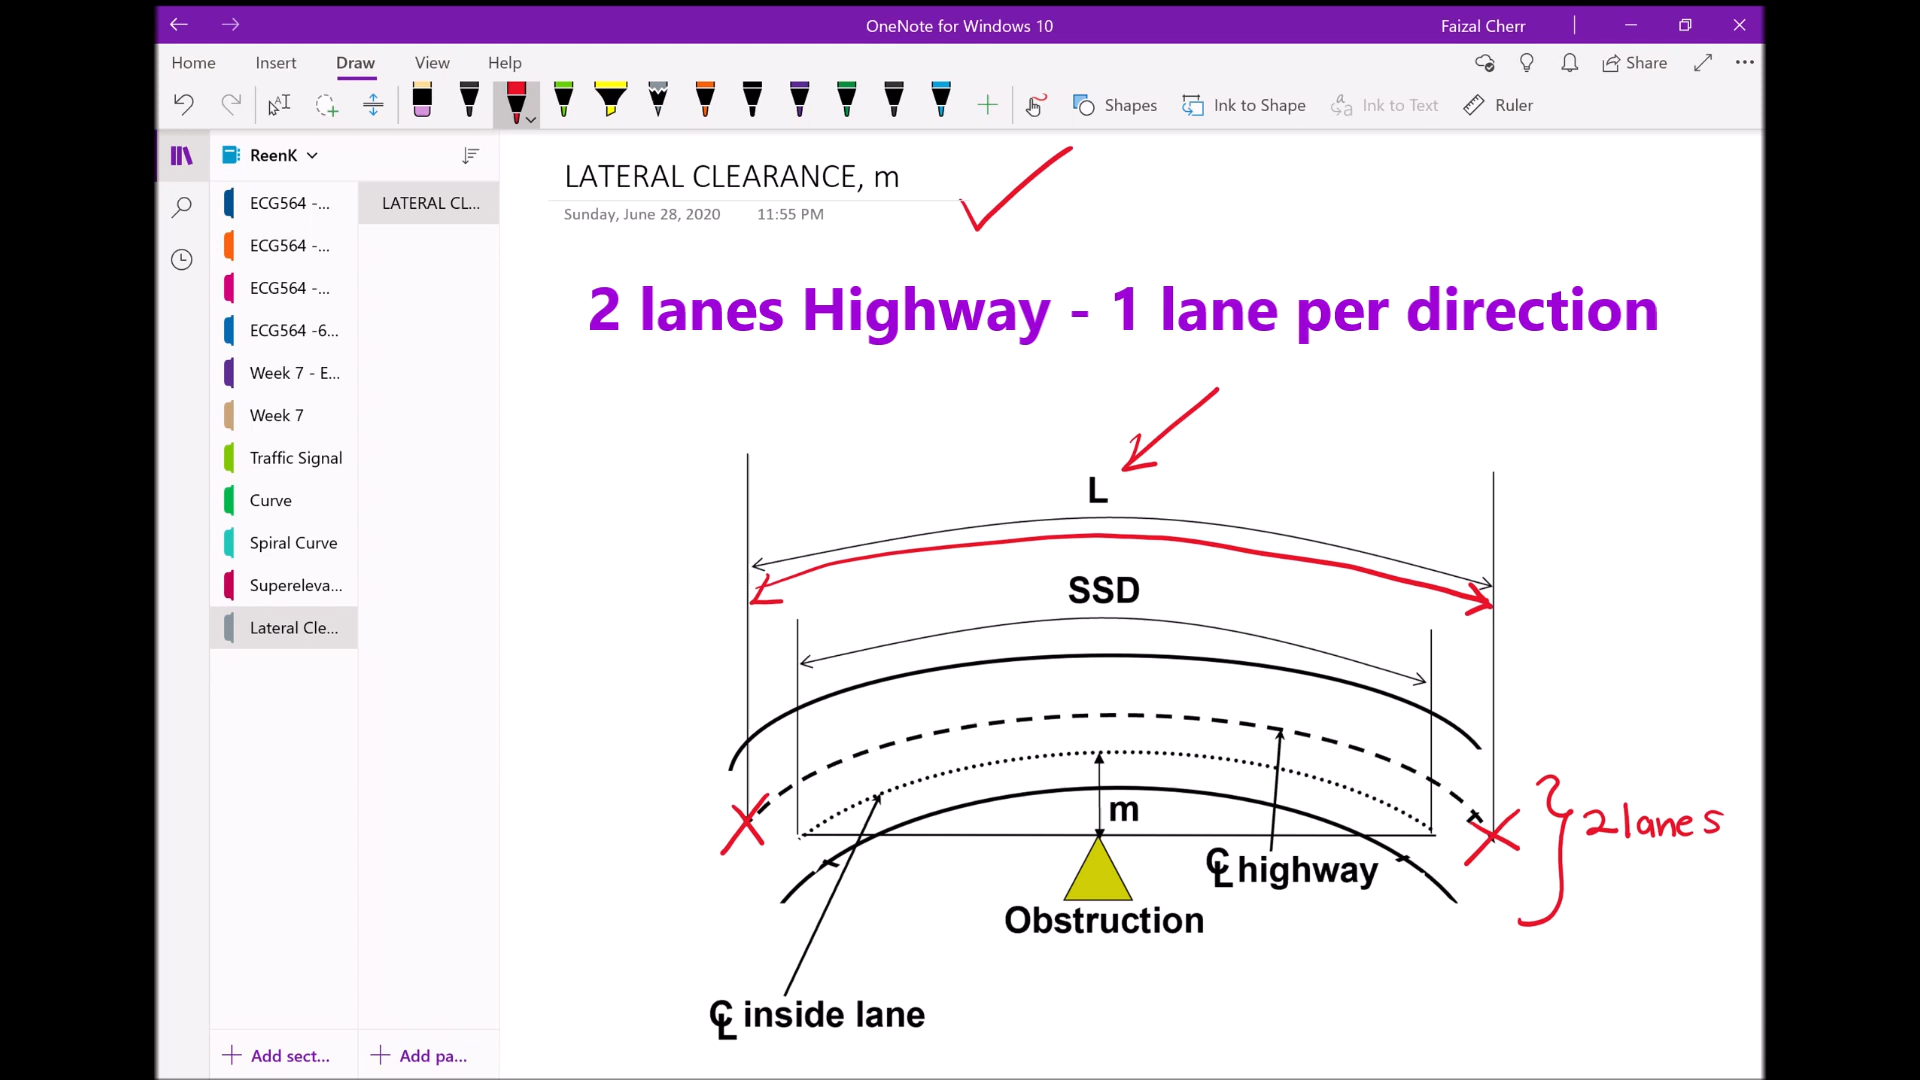 OneNote for Windows 10
Faizal Cherr
Home Insert Draw View Help
Share
Shapes Ink to Shape Ink to Text Ruler
ReenK
ECG564 -...
ECG564 -...
ECG564 -...
ECG564 -6...
Week 7 - E...
Week 7
Traffic Signal
Curve
Spiral Curve
Supereleva...
Lateral Cle...
Add sect...
LATERAL CL...
Add pa...
LATERAL CLEARANCE, m
Sunday, June 28, 2020 11:55 PM
2 lanes Highway - 1 lane per direction
L
SSD
m
2 lanes
℄ highway
Obstruction
℄ inside lane